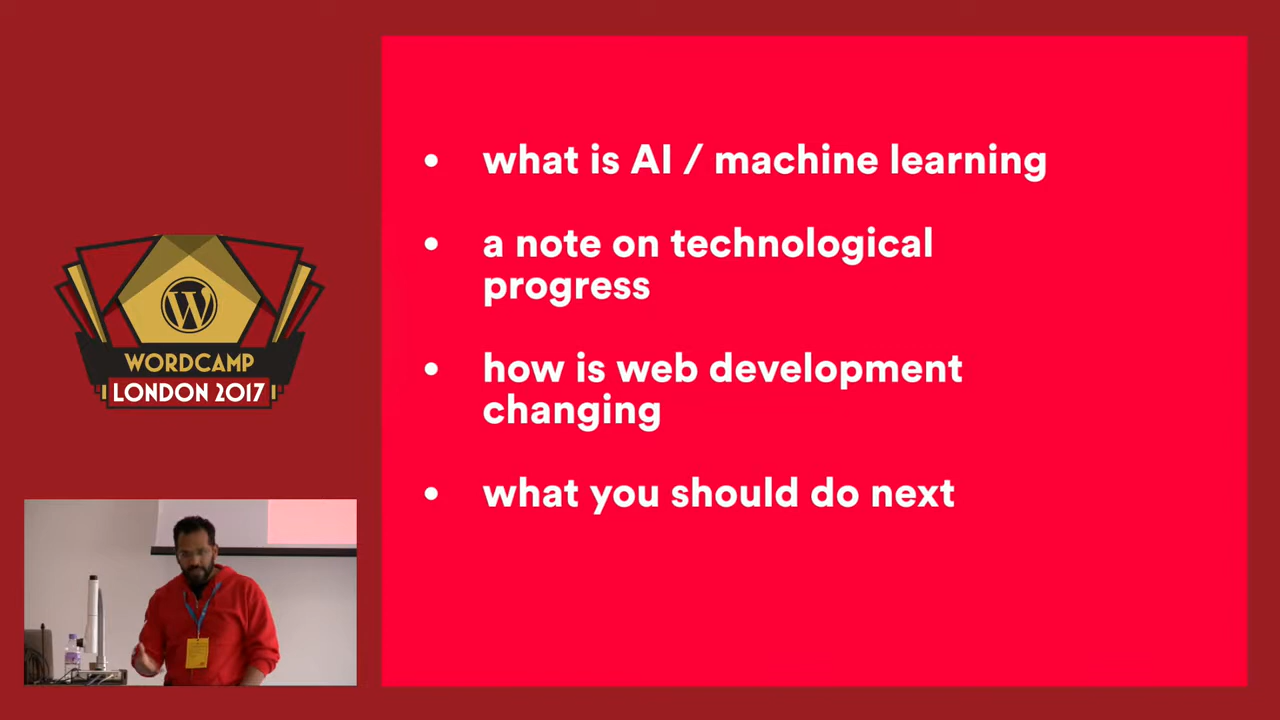 • what is AI / machine learning
• a note on technological
progress
• how is web development
changing
• what you should do next
W
WORDCAMP
LONDON 2017